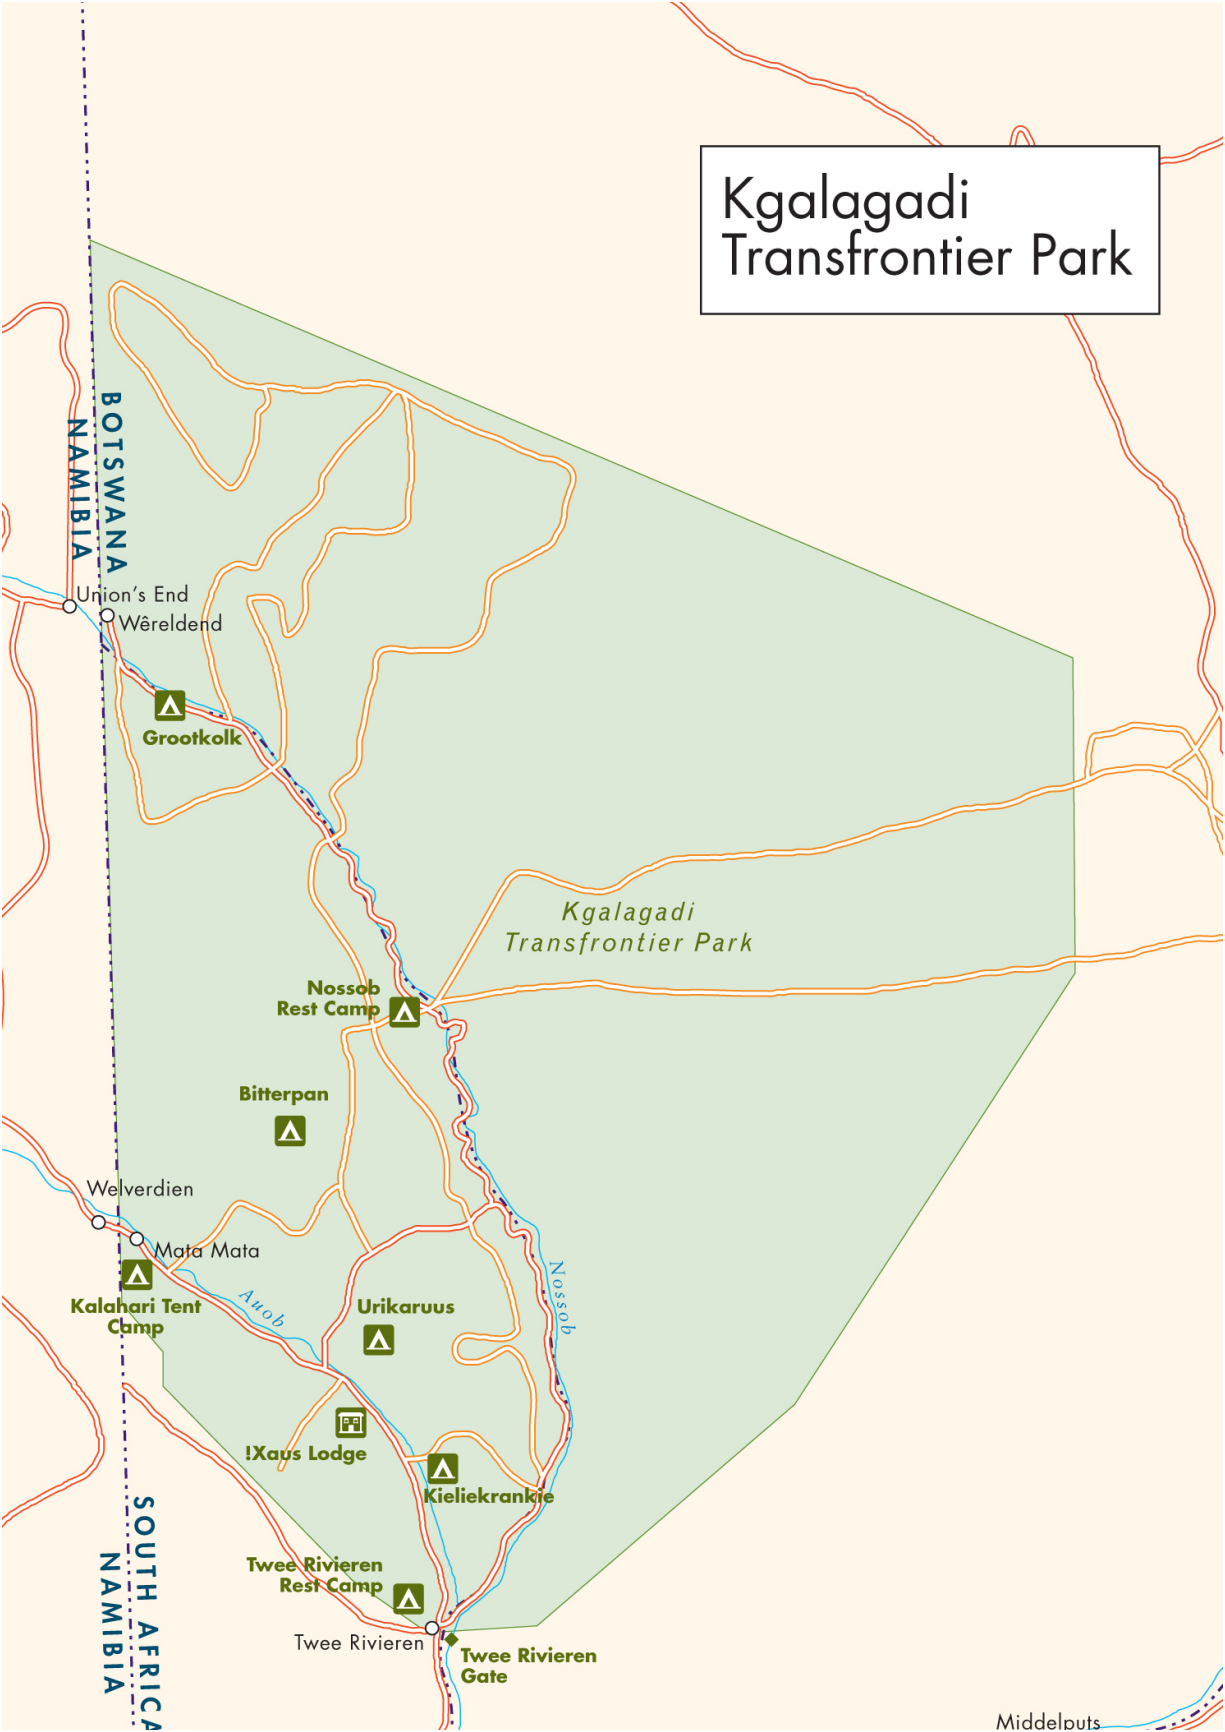 Kgalagadi
Transfrontier Park
BOTSWANA
NAMIBIA
Union's End
Wêreldend
Grootkolk
Kgalagadi
Transfrontier Park
Nossob
Rest Camp
Bitterpan
Welverdien
Mata Mata
Kalahari Tent
Camp
Auob
Nossob
Urikaruus
!Xaus Lodge
Kieliekrankie
SOUTH AFRICA
NAMIBIA
Twee Rivieren
Rest Camp
Twee Rivieren
Twee Rivieren
Gate
Middelputs